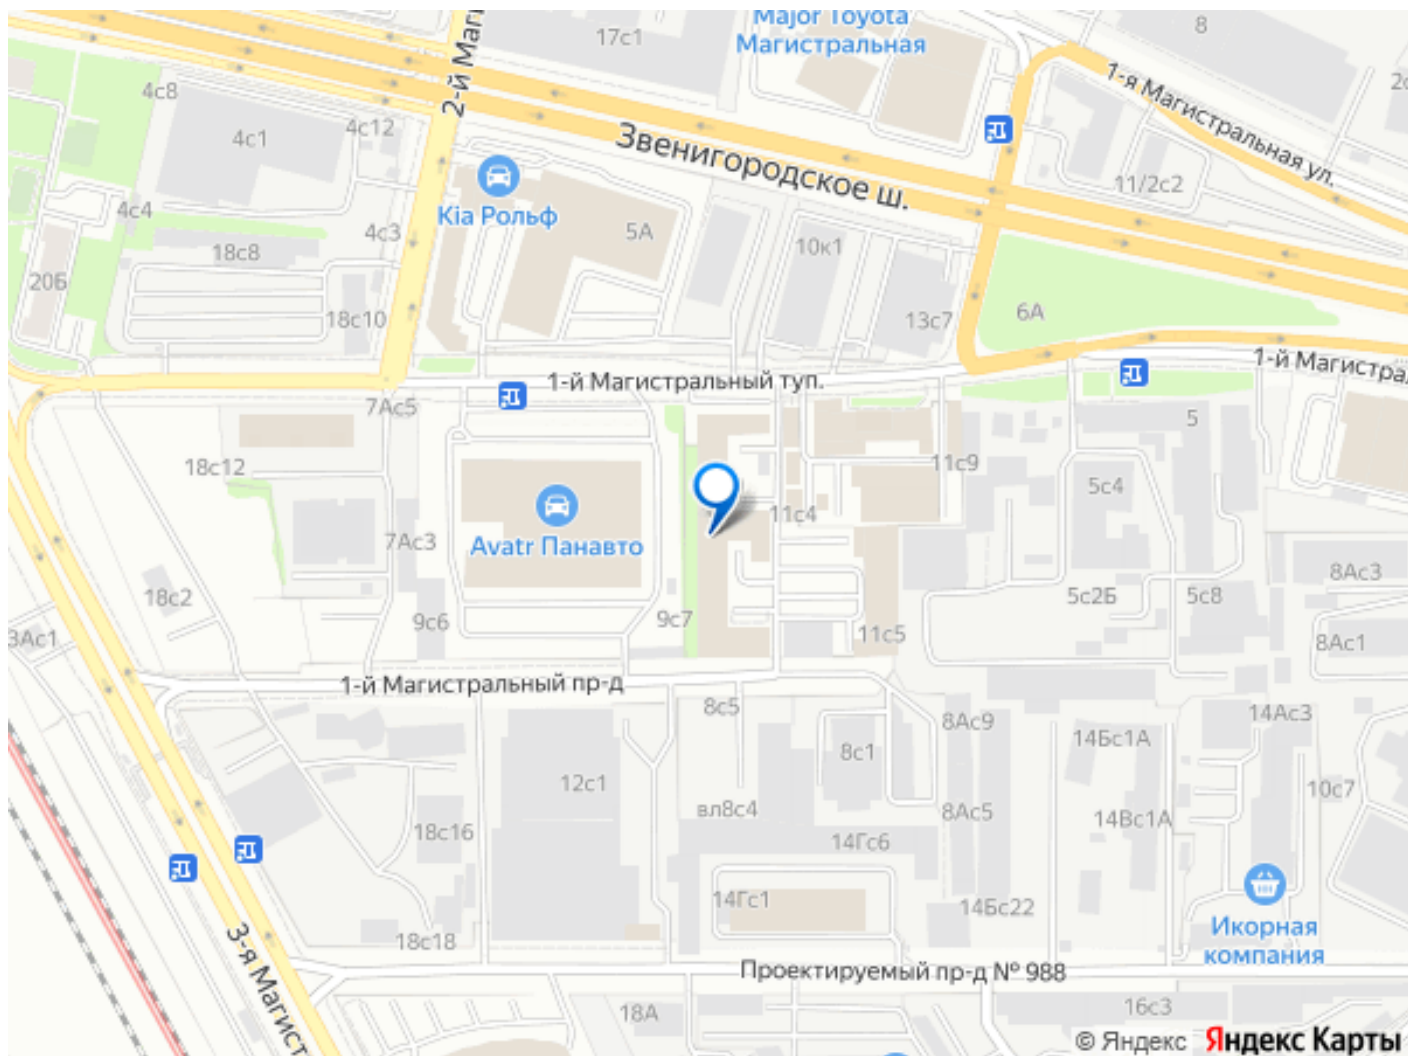 Major Toyota
Магистральная
17с1
8
2-й Маг
1-я Магистральная ул.
4с8
4с12
4с1
Звенигородское ш.
11/2с2
Kia Рольф
4с4
4с3
5А
10к1
18с8
20Б
18с10
13с7
6А
1-й Магистральный туп.
1-й Магистра
7Ас5
5
18с12
11с9
5с4
11с4
Avatr Панавто
7Ас3
8Ас3
18с2
5с2Б
5с8
9с6
9с7
11с5
3Ас1
8Ас1
1-й Магистральный пр-д
8с5
8Ас9
14Ас3
14Бс1А
8с1
12с1
10с7
вл8с4
8Ас5
14Вс1А
18с16
14Гс6
14Гс1
14Бс22
18с18
Икорная
компания
3-я Магист
Проектируемый пр-д № 988
18А
16с3
© Яндекс Яндекс Карты